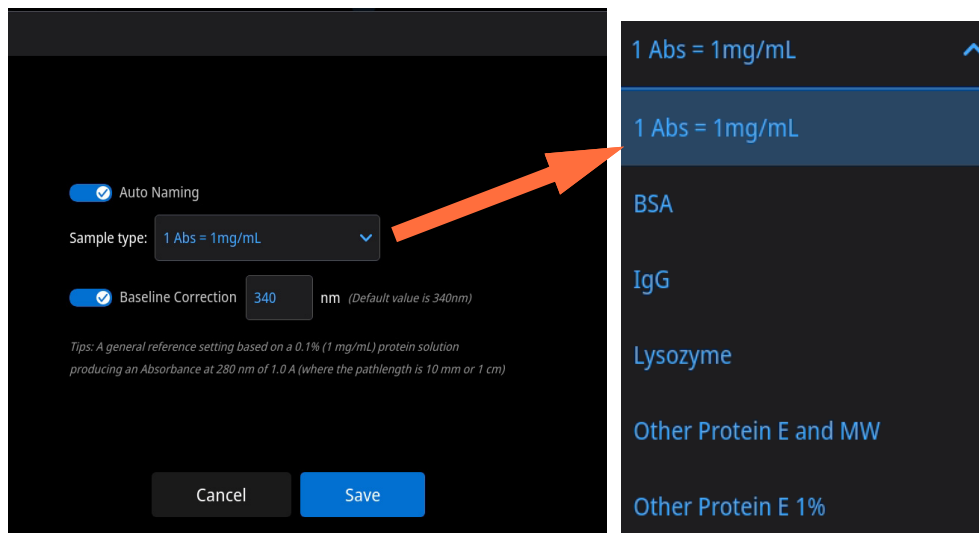 Auto Naming
Sample type: 1 Abs = 1mg/mL
Baseline Correction 340 nm (Default value is 340nm)
Tips: A general reference setting based on a 0.1% (1 mg/mL) protein solution
producing an Absorbance at 280 nm of 1.0 A (where the pathlength is 10 mm or 1 cm)
Cancel Save
1 Abs = 1mg/mL
1 Abs = 1mg/mL
BSA
IgG
Lysozyme
Other Protein E and MW
Other Protein E 1%